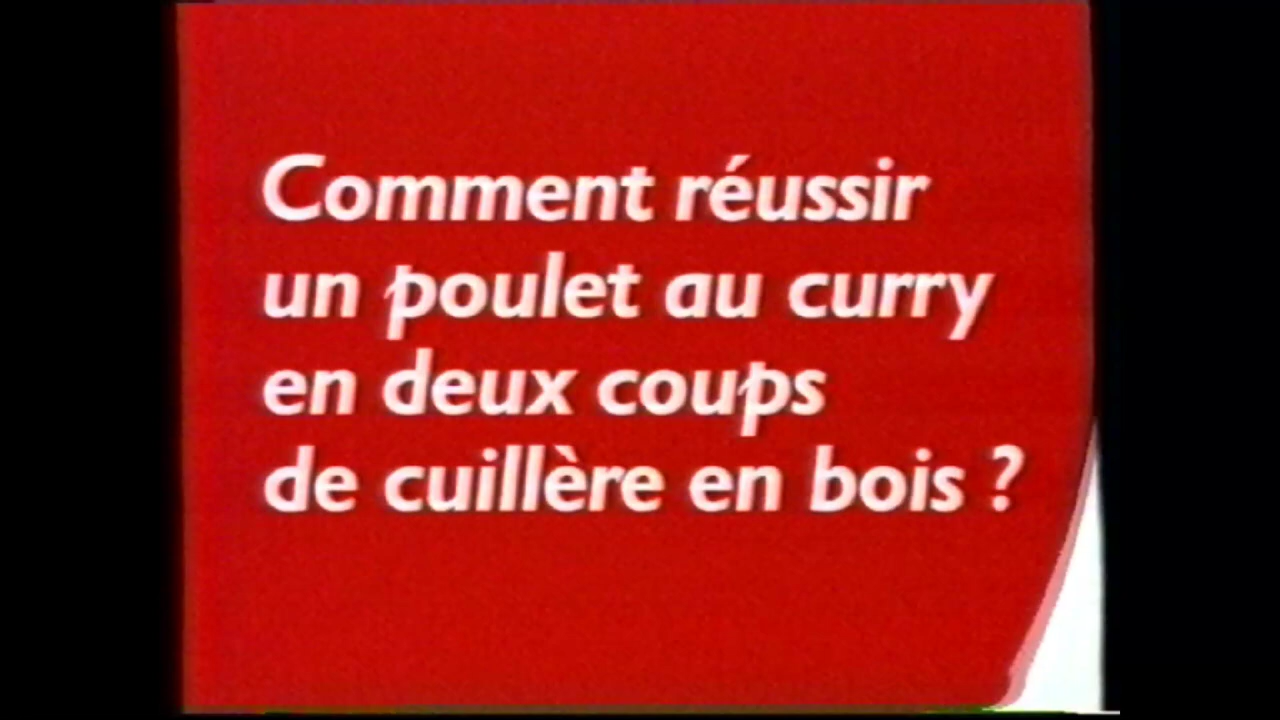 Comment réussir
un poulet au curry
en deux coups
de cuillère en bois ?